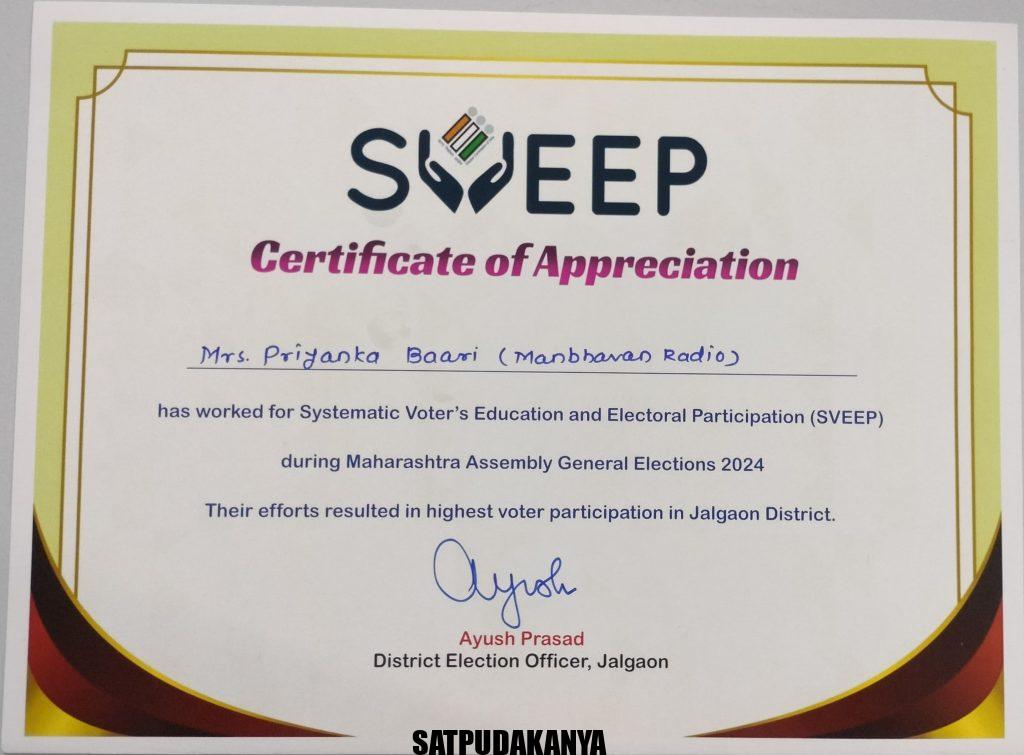 SVEEP
Certificate of Appreciation
Mrs. Priyanka Baari (Manbhavan Radio)
has worked for Systematic Voter's Education and Electoral Participation (SVEEP)
during Maharashtra Assembly General Elections 2024
Their efforts resulted in highest voter participation in Jalgaon District.
Ayush
Ayush Prasad
District Election Officer, Jalgaon
SATPUDAKANYA